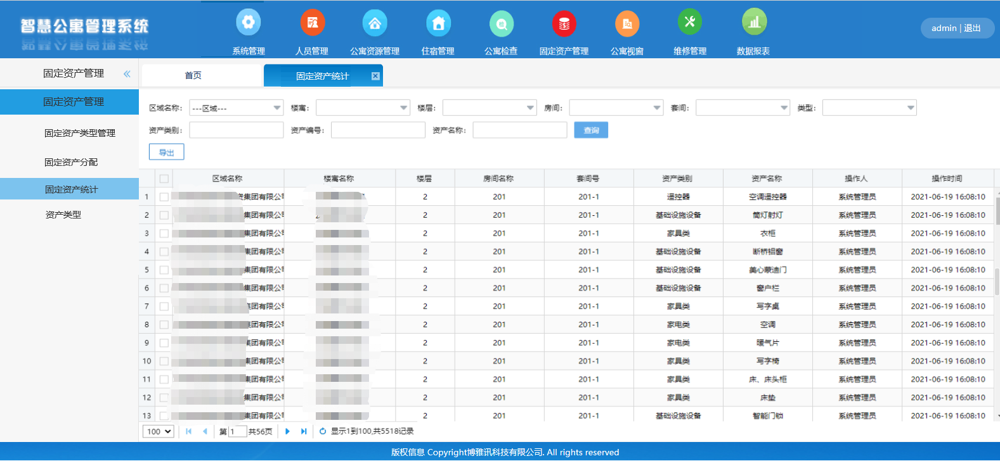 智慧公寓管理系统
系统管理 人员管理 公寓资源管理 住宿管理 公寓检查 固定资产管理 公寓视窗 维修管理 数据报表
admin | 退出
固定资产管理 «
首页 固定资产统计
固定资产管理
固定资产类型管理
固定资产分配
固定资产统计
资产类型
区域名称: ---区域--- 楼寓: 楼层: 房间: 套间: 类型:
资产类别: 资产编号: 资产名称: 查询
导出
区域名称 楼寓名称 楼层 房间名称 套间号 资产类别 资产名称 操作人 操作时间
1 资集团有限公司 2 201 201-1 遥控器 空调遥控器 系统管理员 2021-06-19 16:08:10
2 集团有限公司 2 201 201-1 基础设施设备 筒灯射灯 系统管理员 2021-06-19 16:08:10
3 集团有限公司 2 201 201-1 家具类 衣柜 系统管理员 2021-06-19 16:08:10
4 集团有限公司 2 201 201-1 基础设施设备 断桥铝窗 系统管理员 2021-06-19 16:08:10
5 集团有限公司 2 201 201-1 基础设施设备 美心蒙迪门 系统管理员 2021-06-19 16:08:10
6 集团有限公司 2 201 201-1 基础设施设备 窗户栏 系统管理员 2021-06-19 16:08:10
7 集团有限公司 2 201 201-1 家具类 写字桌 系统管理员 2021-06-19 16:08:10
8 集团有限公司 2 201 201-1 家电类 空调 系统管理员 2021-06-19 16:08:10
9 集团有限公司 2 201 201-1 家电类 暖气片 系统管理员 2021-06-19 16:08:10
10 集团有限公司 2 201 201-1 家具类 写字椅 系统管理员 2021-06-19 16:08:10
11 集团有限公司 2 201 201-1 家具类 床、床头柜 系统管理员 2021-06-19 16:08:10
12 集团有限公司 2 201 201-1 家具类 床垫 系统管理员 2021-06-19 16:08:10
13 集团有限公司 2 201 201-1 基础设施设备 智能门锁 系统管理员 2021-06-19 16:08:10
100 第 1 共56页 显示1到100,共5518记录
版权信息 Copyright博雅讯科技有限公司. All rights reserved